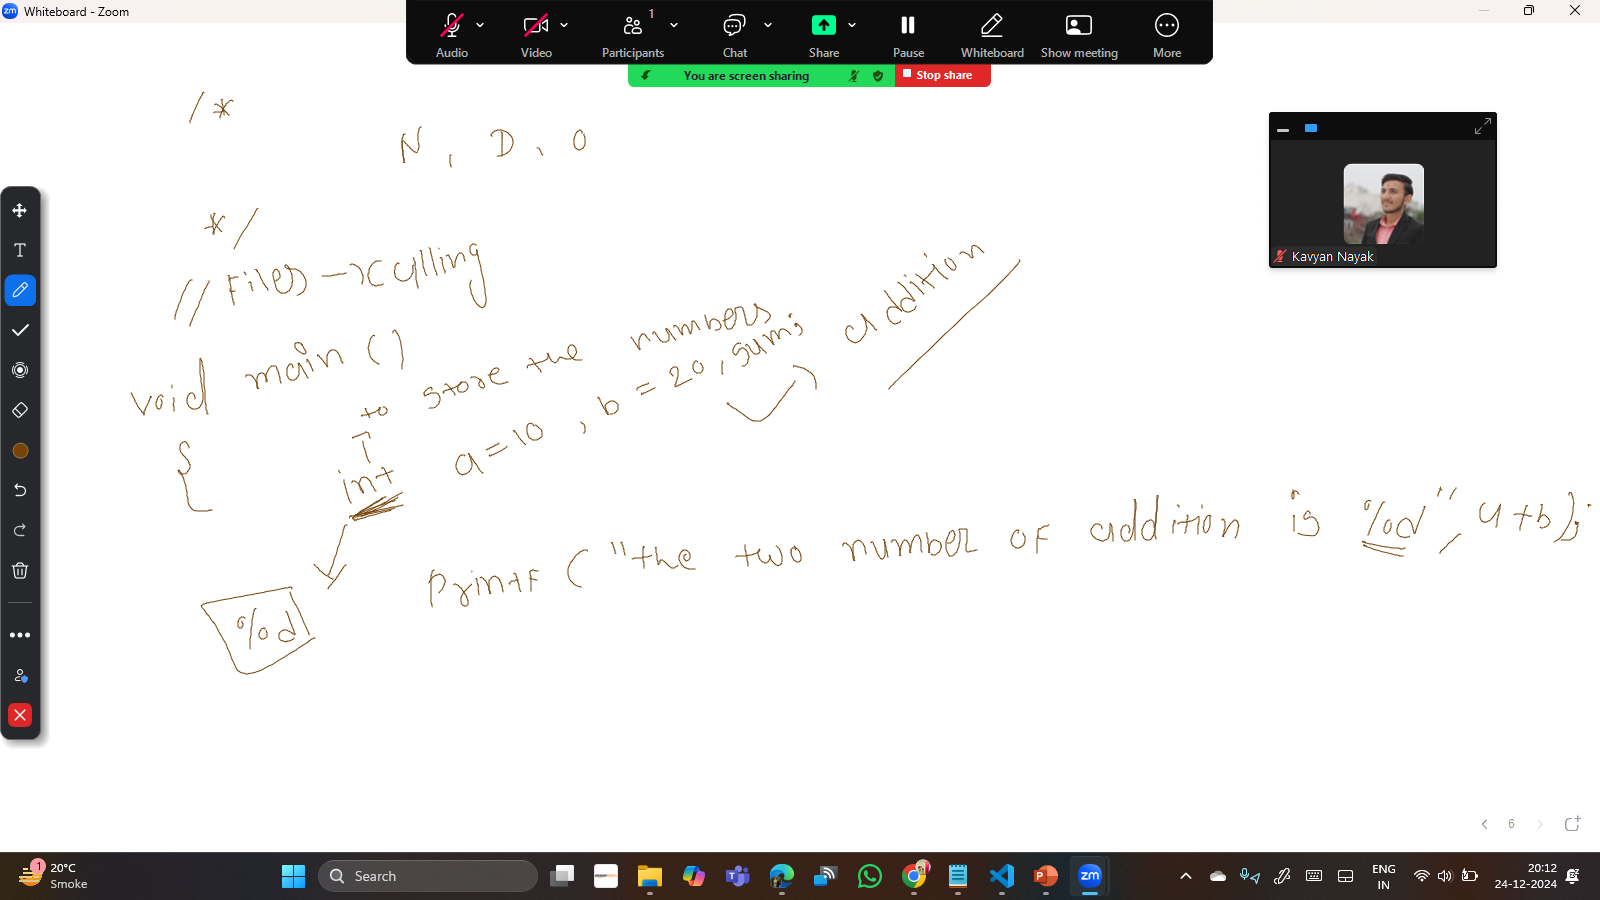 Whiteboard - Zoom
Audio
Video
1
Participants
Chat
Share
Pause
Whiteboard
Show meeting
More
You are screen sharing
Stop share
/*
N, D, O
*/
// Files → calling
void main ()
{
to store the numbers
int a=10, b=20, sum; addition
%d
printf ("the two number of addition is %d", a+b);
Kavyan Nayak
T
6
1
20°C
Smoke
Search
ENG
IN
20:12
24-12-2024
zm